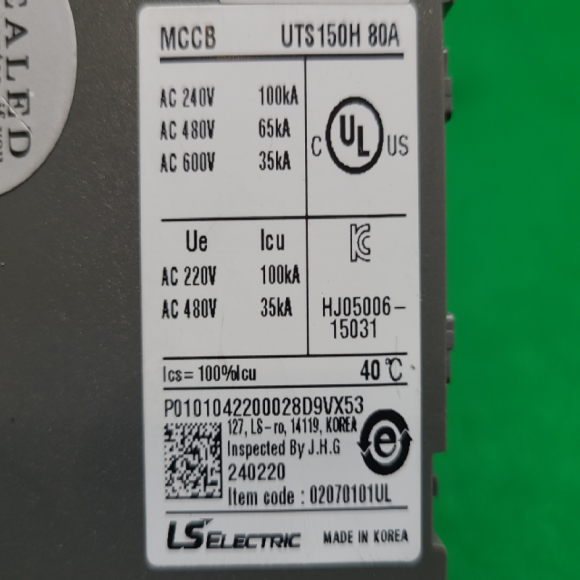 EALED
MCCB UTS150H 80A
AC 240V 100kA
AC 480V 65kA
AC 600V 35kA
C UL US
Ue Icu
AC 220V 100kA
AC 480V 35kA
KC
HJ05006-
15031
Ics=100%Icu 40℃
P0101042200028D9VX53
127, LS-ro, 14119, KOREA
Inspected By J.H.G
240220
Item code : 02070101UL
e
LS ELECTRIC MADE IN KOREA